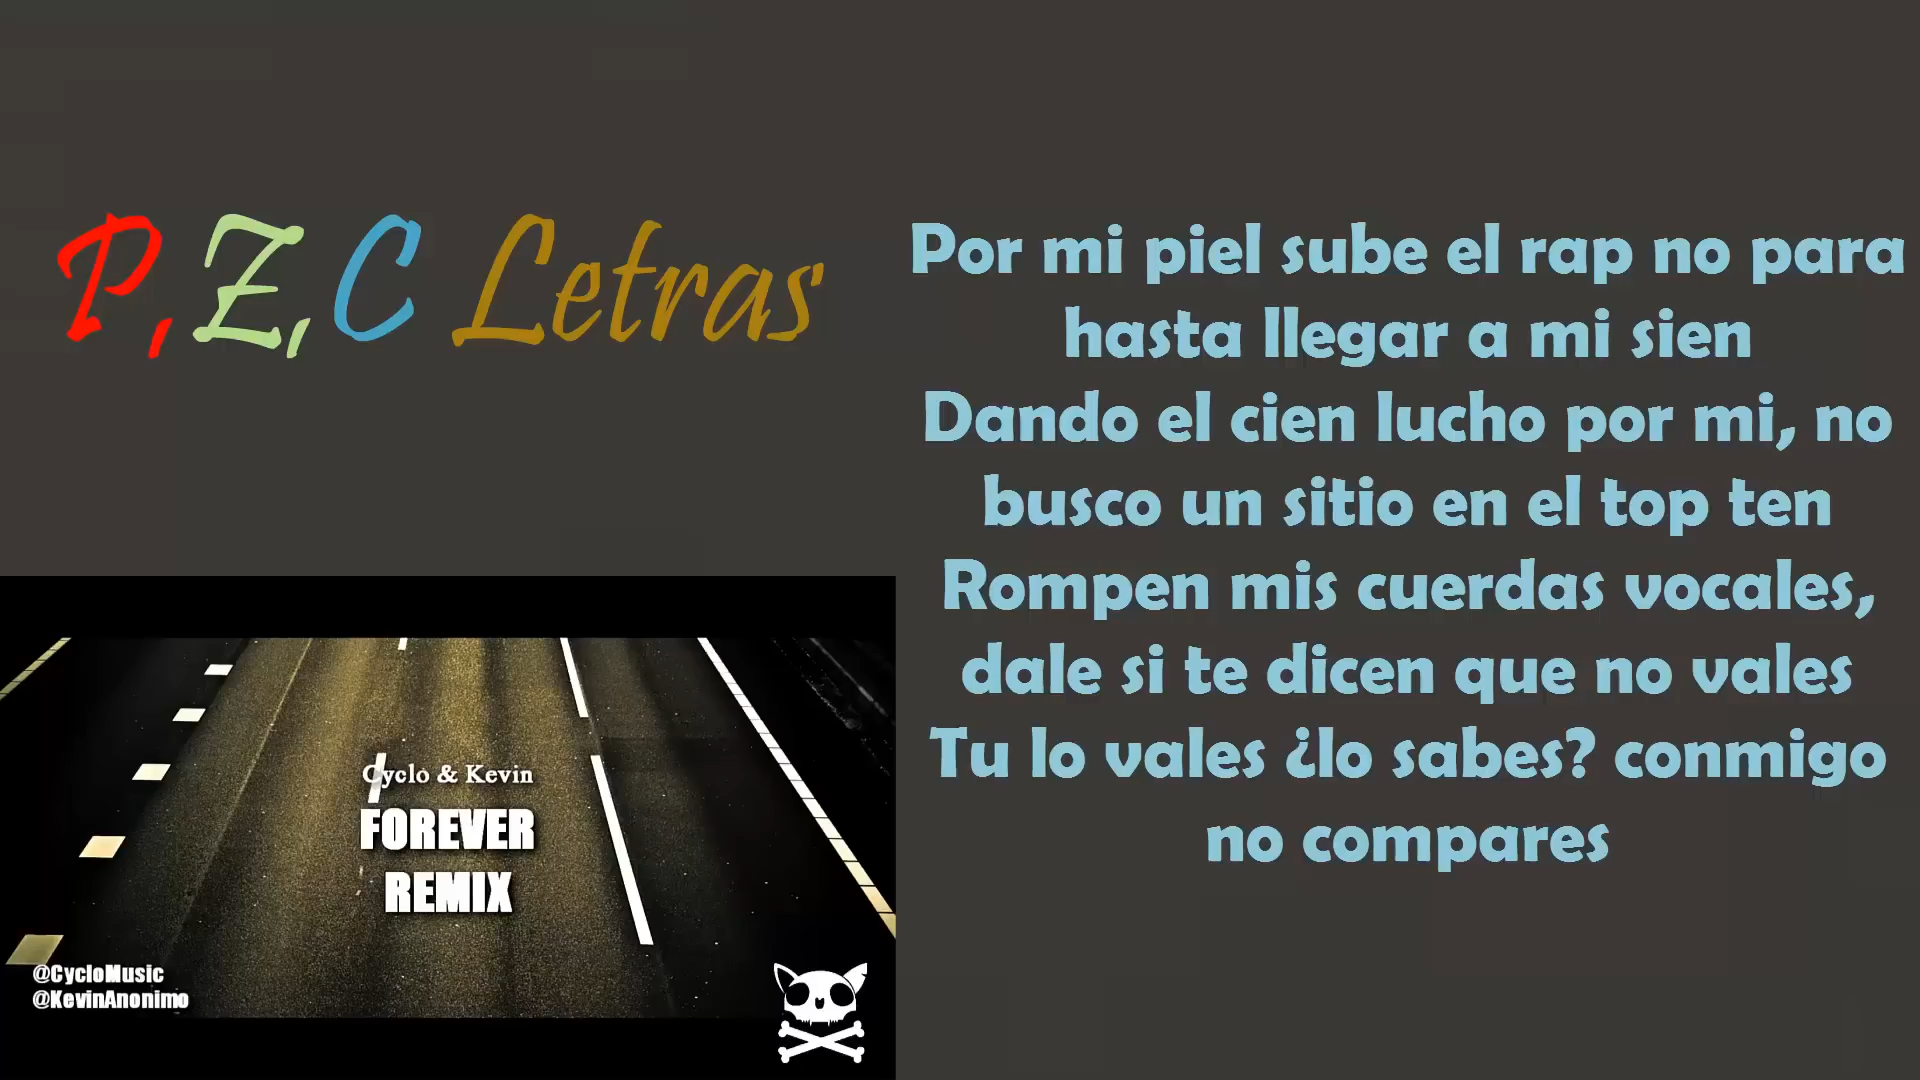 P,Z,C Letras
Por mi piel sube el rap no para
hasta llegar a mi sien
Dando el cien lucho por mi, no
busco un sitio en el top ten
Rompen mis cuerdas vocales,
dale si te dicen que no vales
Tu lo vales ¿lo sabes? conmigo
no compares
Cyclo & Kevin
FOREVER
REMIX
@CycloMusic
@KevinAnonimo